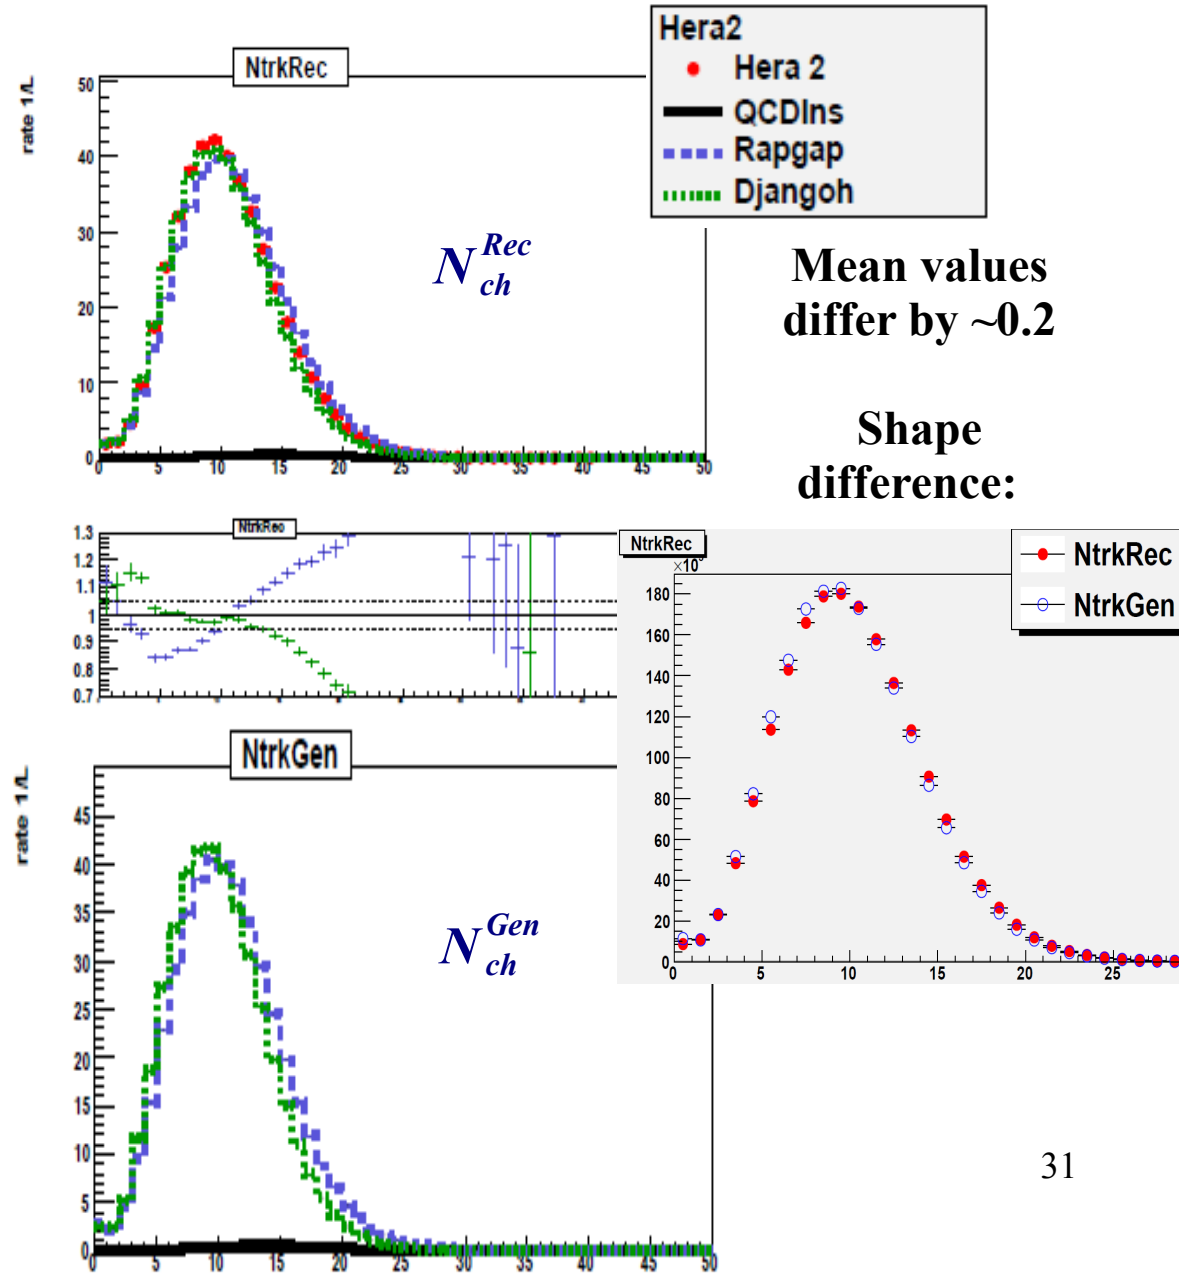 Hera2
Hera 2
QCDIns
Rapgap
Djangoh
NtrkRec
rate 1/L
50
40
30
20
10
0
0 5 10 15 20 25 30 35 40 45 50
N_ch^Rec
Mean values
differ by ~0.2
Shape
difference:
NtrkRec
1.3
1.2
1.1
1
0.9
0.8
0.7
NtrkRec
NtrkRec
NtrkGen
180
160
140
120
100
80
60
40
20
0
0 5 10 15 20 25
NtrkGen
rate 1/L
45
40
35
30
25
20
15
10
5
0
0 5 10 15 20 25 30 35 40 45 50
N_ch^Gen
31